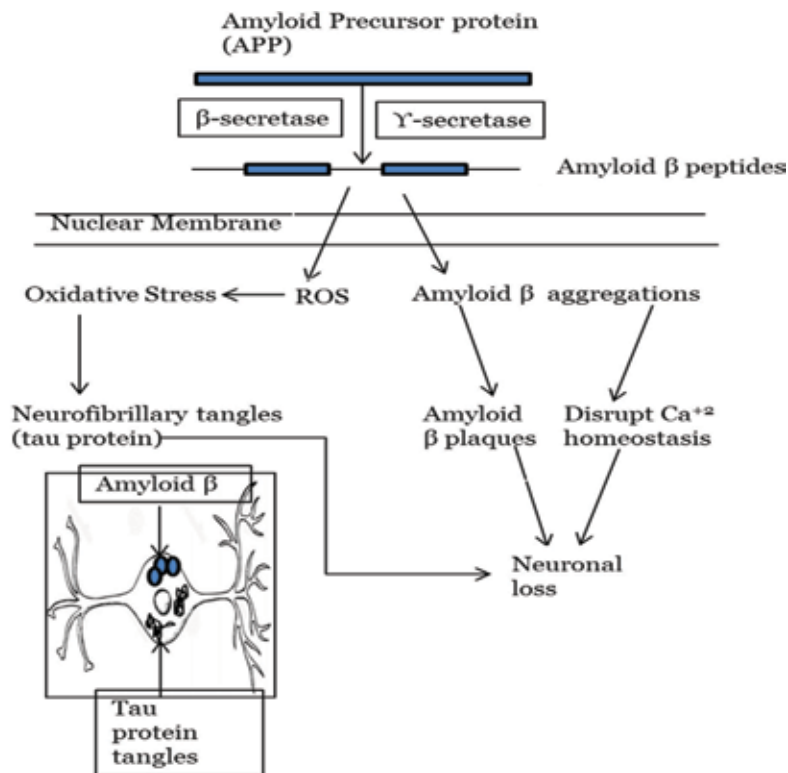 Amyloid Precursor protein
(APP)
β-secretase
ϒ-secretase
Amyloid β peptides
Nuclear Membrane
Oxidative Stress
ROS
Amyloid β aggregations
Neurofibrillary tangles
(tau protein)
Amyloid
β plaques
Disrupt Ca⁺²
homeostasis
Amyloid β
Neuronal
loss
Tau
protein
tangles